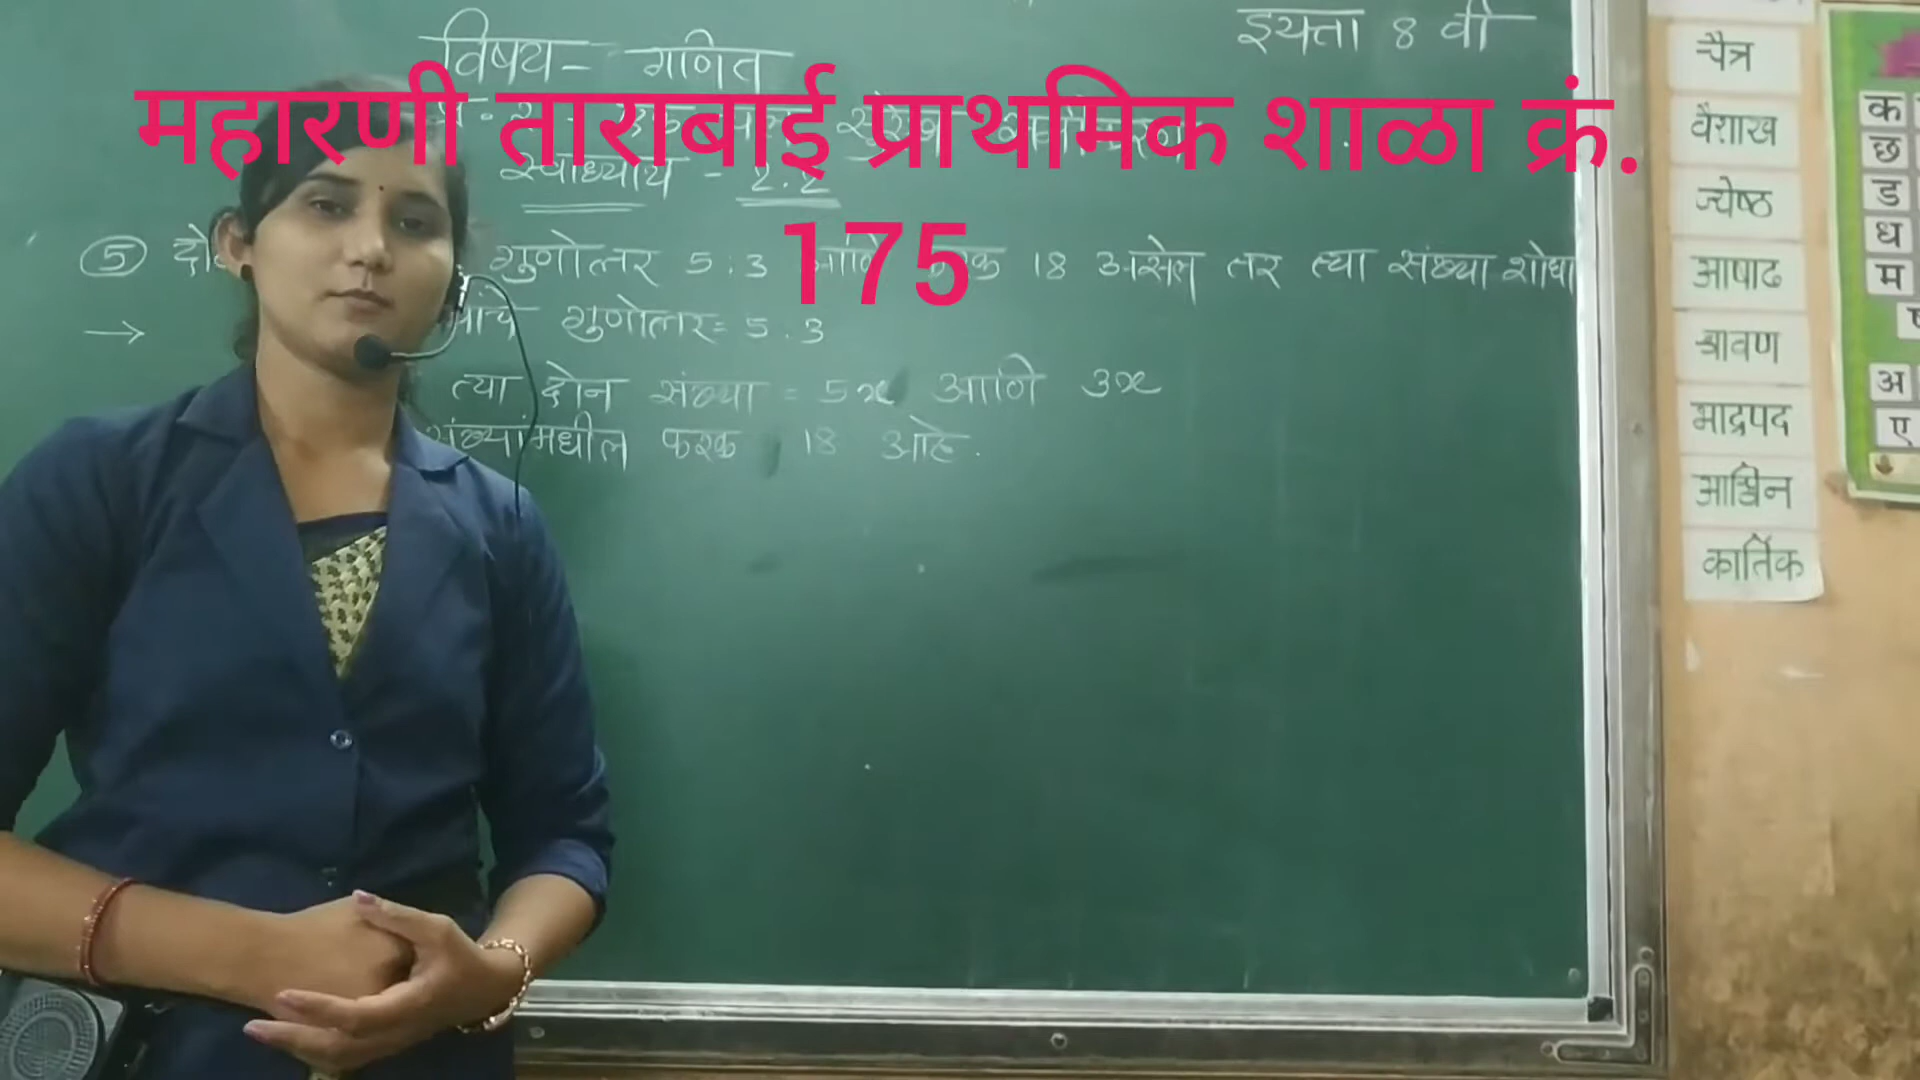 इयत्ता 8 वी
विषय - गणित
महारणी ताराबाई प्राथमिक शाळा क्रं.
175
स्वाध्याय - 2.2
5 गुणोत्तर 5:3 18 असेल तर त्या संख्या शोधा
→ गुणोत्तर = 5:3
त्या दोन संख्या = 5x आणि 3x
संख्यांमधील फरक 18 आहे.
चैत्र
वैशाख
ज्येष्ठ
आषाढ
श्रावण
भाद्रपद
आश्विन
कार्तिक
क
छ
ड
ध
म
अ
ए